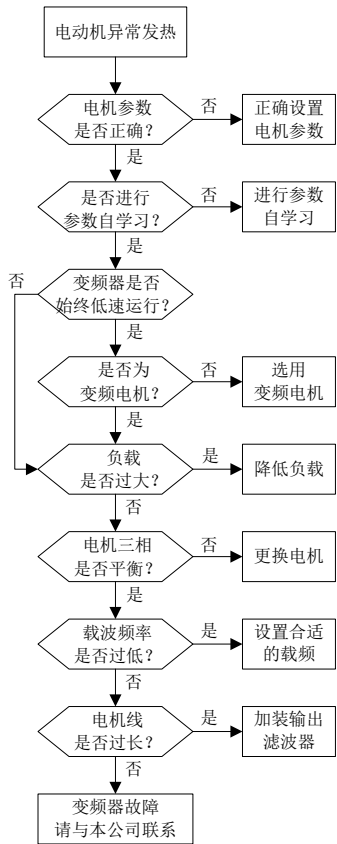 电动机异常发热
电机参数
是否正确？
否
正确设置
电机参数
是
是否进行
参数自学习？
否
进行参数
自学习
是
变频器是否
始终低速运行？
否
是
是否为
变频电机？
否
选用
变频电机
是
负载
是否过大？
是
降低负载
否
电机三相
是否平衡？
否
更换电机
是
载波频率
是否过低？
是
设置合适
的载频
否
电机线
是否过长？
是
加装输出
滤波器
否
变频器故障
请与本公司联系